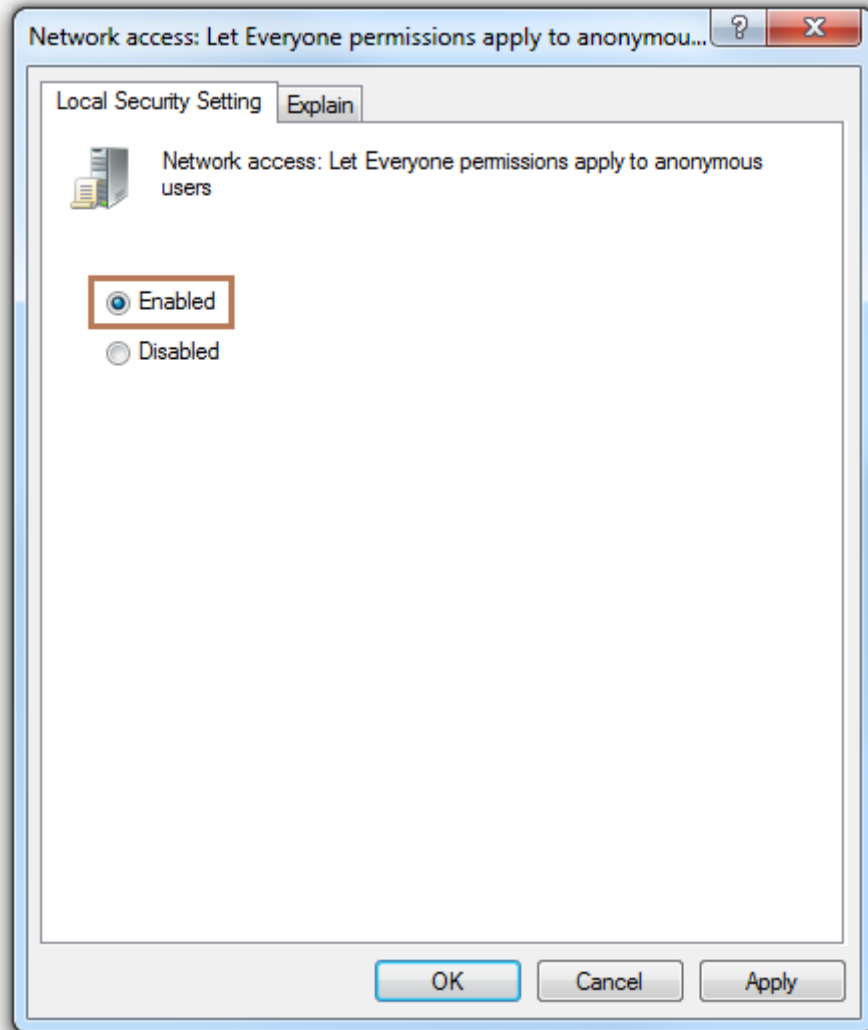 Network access: Let Everyone permissions apply to anonymou...
?
X
Local Security Setting
Explain
Network access: Let Everyone permissions apply to anonymous
users
Enabled
Disabled
OK
Cancel
Apply